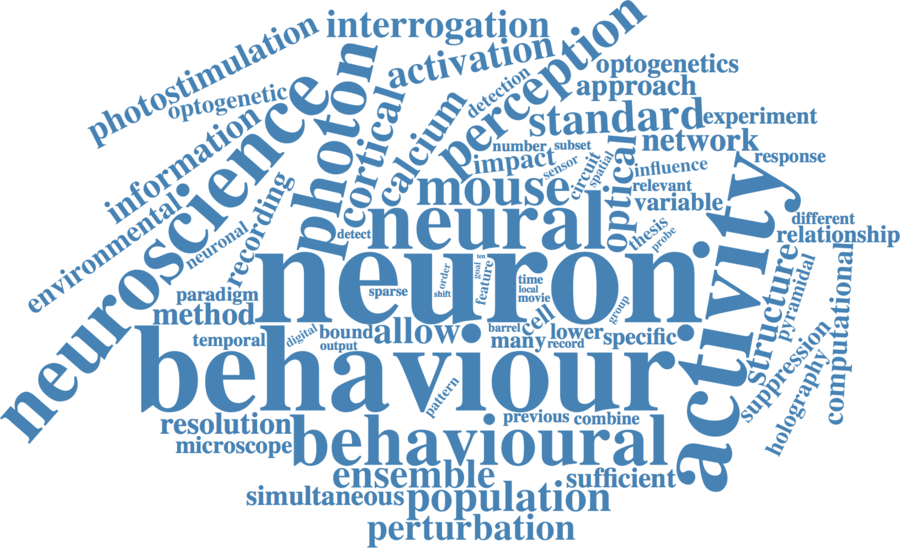 photostimulation
interrogation
perception
optogenetic
activation
detection
optogenetics
approach
neuroscience
photon
cortical
calcium
standard
experiment
information
number
subset
network
impact
sensor
circuit
spatial
optical
influence
response
environmental
neuronal
recording
mouse
relevant
variable
activity
detect
neural
thesis
probe
different
relationship
neuron
paradigm
method
sparse
order
shift
ten
goal
feature
time
local
movie
group
structure
pyramidal
computational
temporal
digital
bound
output
allow
barrel
many
cell
record
lower
specific
suppression
holography
behaviour
pattern
previous
combine
resolution
microscope
behavioural
ensemble
sufficient
simultaneous
population
perturbation